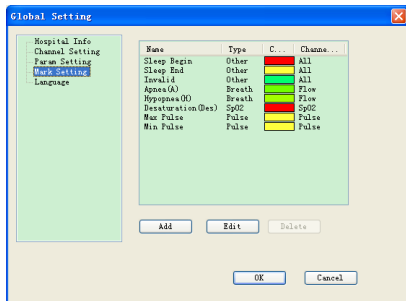 Global Setting
Hospital Info
Channel Setting
Param Setting
Mark Setting
Language
Name Type C... Channe...
Sleep Begin Other All
Sleep End Other All
Invalid Other All
Apnea(A) Breath Flow
Hypopnea(H) Breath Flow
Desaturation(Des) SpO2 SpO2
Max Pulse Pulse Pulse
Min Pulse Pulse Pulse
Add Edit Delete
OK Cancel